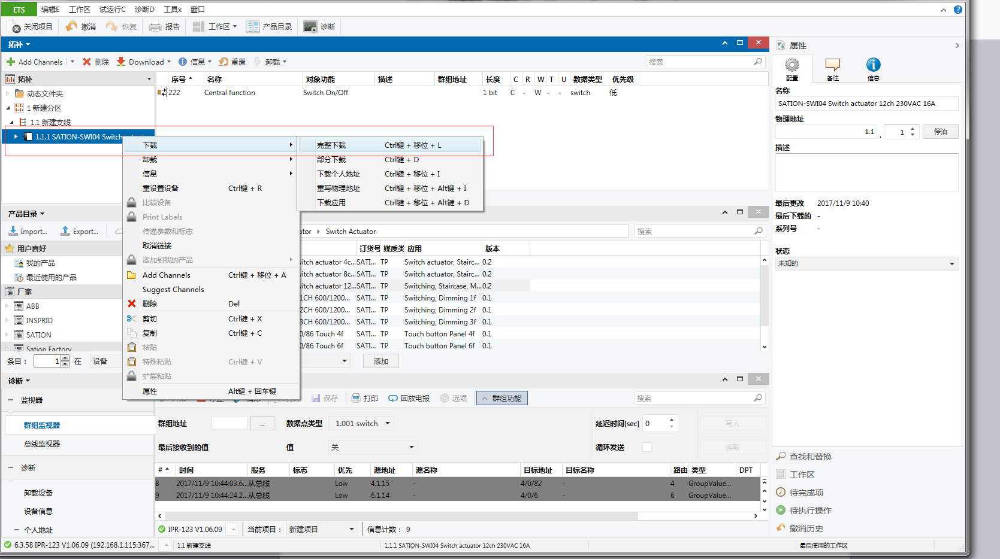 ETS 编辑E 工作区 试运行C 诊断D 工具x 窗口
关闭项目 撤消 恢复 报告 工作区 产品目录 诊断
拓补
Add Channels 删除 Download 信息 重置 卸载 搜索
拓补
序号 名称 对象功能 描述 群组地址 长度 C R W T U 数据类型 优先级
222 Central function Switch On/Off 1 bit C - W - - switch 低
动态文件夹
1 新建分区
1.1 新建支线
1.1.1 SATION-SWI04 Switch
下载
卸载
信息
重设置设备 Ctrl键 + R
比较设备
Print Labels
传递参数和标志
取消链接
添加到我的产品
Add Channels Ctrl键 + 移位 + A
Suggest Channels
删除 Del
剪切 Ctrl键 + X
复制 Ctrl键 + C
粘贴
特殊粘贴 Ctrl键 + V
扩展粘贴
属性 Alt键 + 回车键
完整下载 Ctrl键 + 移位 + L
部分下载 Ctrl键 + D
下载个人地址 Ctrl键 + 移位 + I
重写物理地址 Ctrl键 + 移位 + Alt键 + I
下载应用 Ctrl键 + 移位 + Alt键 + D
产品目录
Import... Export...
用户喜好
我的产品
最近使用的产品
厂家
ABB
INSPRID
SATION
Sation Factory
条目： 1 在 设备
ator Switch Actuator 搜索
订货号 媒质类 应用 版本
itch actuator 4c... SATI... TP Switch actuator, Stairc... 0.2
itch actuator 8c... SATI... TP Switch actuator, Stairc... 0.2
itch actuator 12... SATI... TP Switching, Staircase, M... 0.2
1CH 600/1200... SATI... TP Switching, Dimming 1f 0.1
2CH 600/1200... SATI... TP Switching, Dimming 2f 0.1
3CH 600/1200... SATI... TP Switching, Dimming 3f 0.1
0/86 Touch 4f SATI... TP Touch button Panel 4f 0.1
0/86 Touch 6f SATI... TP Touch button Panel 6f 0.1
添加
诊断
监视器
群组监视器
总线监视器
诊断
卸载设备
设备信息
个人地址
保存 打印 回放电报 选项 群组功能 搜索
群组地址 ... 数据点类型 1.001 switch 延迟时间[sec] 0 写入
最后接收到的值 值 关 循环发送 读取
# 时间 服务 标志 优先 源地址 源名称 目标地址 目标名称 路由 类型 DPT
8 2017/11/9 10:44:03.6... 从总线 Low 4.1.15 - 4/0/82 - 4 GroupValue...
9 2017/11/9 10:44:24.2... 从总线 Low 6.1.14 - 4/0/6 - 6 GroupValue...
IPR-123 V1.06.09 当前项目： 新建项目 信息计数： 9
属性
配置 备注 信息
名称
SATION-SWI04 Switch actuator 12ch 230VAC 16A
物理地址
1.1 . 1 停泊
描述
最后更改 2017/11/9 10:40
最后下载的 -
系列号 -
状态
未知的
查找和替换
工作区
待完成项
待执行操作
撤消历史
6.3.58 IPR-123 V1.06.09 (192.168.1.115:367... 1.1 新建支线 1.1.1 SATION-SWI04 Switch actuator 12ch 230VAC 16A 最后使用的工作区